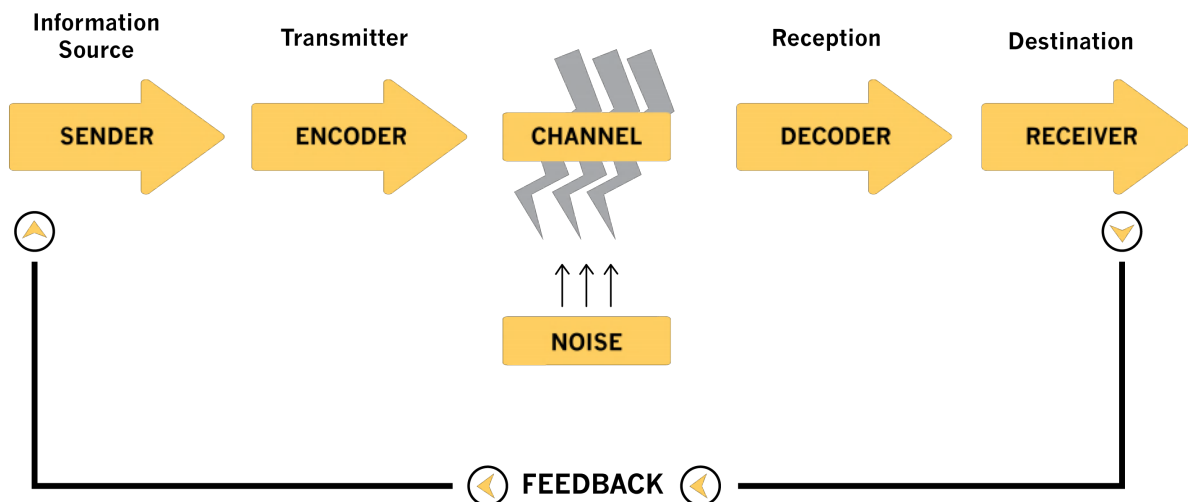 Information
Source
Transmitter
Reception
Destination
SENDER
ENCODER
CHANNEL
DECODER
RECEIVER
NOISE
FEEDBACK